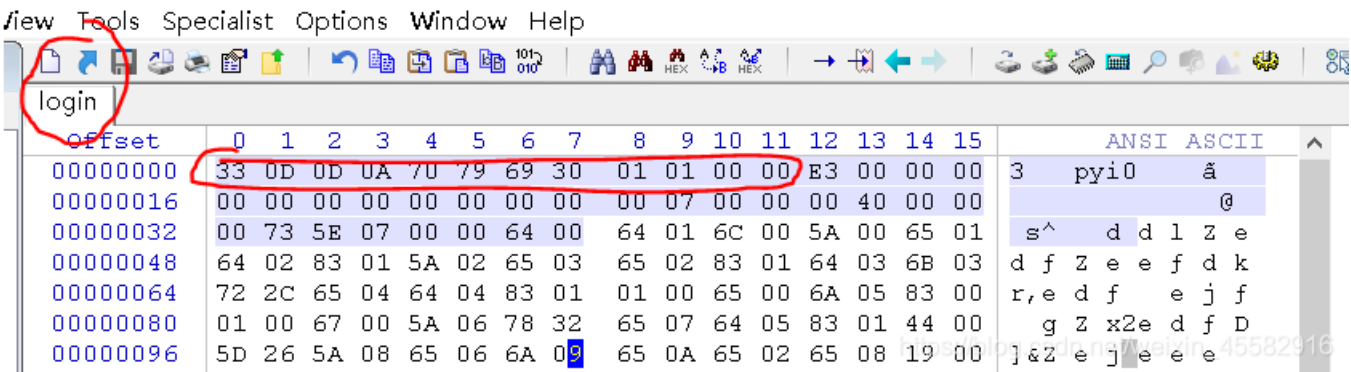 View Tools Specialist Options Window Help
login
Offset 0 1 2 3 4 5 6 7 8 9 10 11 12 13 14 15 ANSI ASCII
00000000 33 0D 0D 0A 70 79 69 30 01 01 00 00 E3 00 00 00 3 pyi0 ã
00000016 00 00 00 00 00 00 00 00 00 07 00 00 00 40 00 00 @
00000032 00 73 5E 07 00 00 64 00 64 01 6C 00 5A 00 65 01 s^ d d l Z e
00000048 64 02 83 01 5A 02 65 03 65 02 83 01 64 03 6B 03 d ƒ Z e e ƒ d k
00000064 72 2C 65 04 64 04 83 01 01 00 65 00 6A 05 83 00 r,e d ƒ e j ƒ
00000080 01 00 67 00 5A 06 78 32 65 07 64 05 83 01 44 00 g Z x2e d ƒ D
00000096 5D 26 5A 08 65 06 6A 09 65 0A 65 02 65 08 19 00 ]&Z e j e e e
https://blog.csdn.net/weixin_45582916